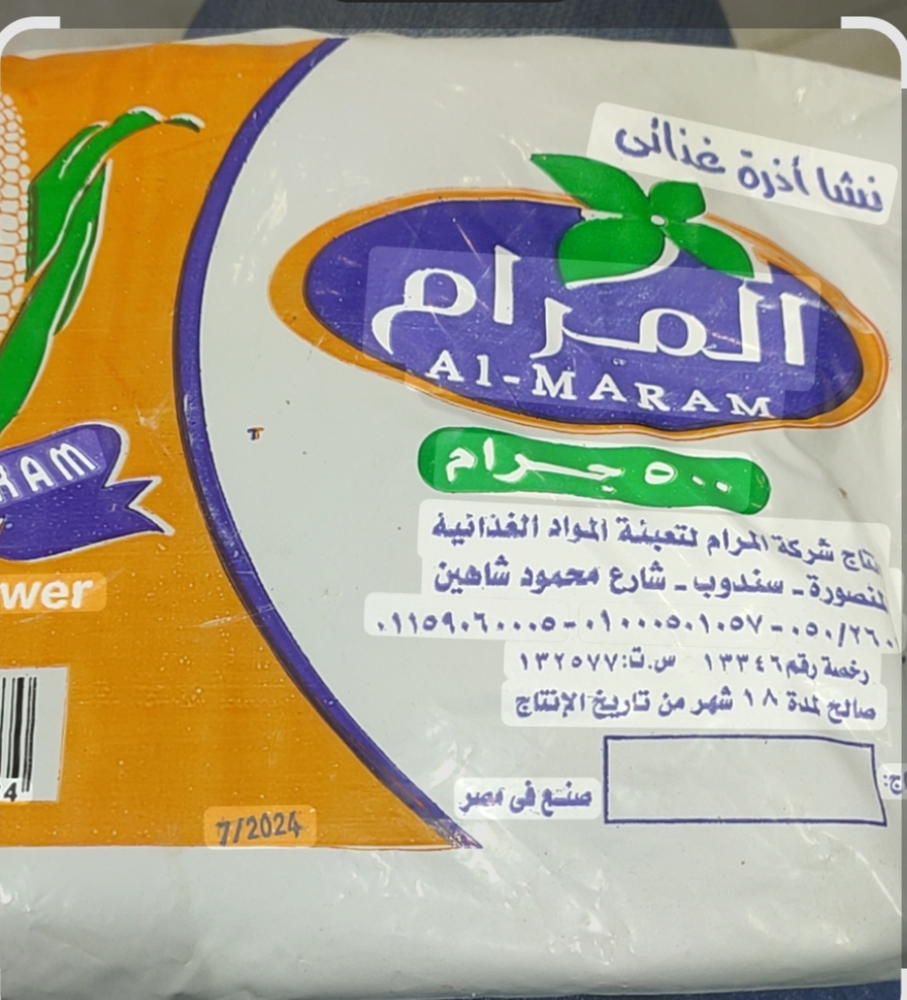 نشا أذرة غذائى
المرام
Al-MARAM
٥٠٠ جرام
شركة المرام لتعبئة المواد الغذائية
سندوب - شارع محمود شاهين
٠١١٥٩٠٦٠٠٠٥ - ٠١٠٠٠٥٠١٠٥٧ -
رخصة رقم ١٣٣٤٦ س.ت: ١٣٢٥٧٧
صالح لمدة ١٨ شهر من تاريخ الإنتاج
صنع فى مصر
7/2024